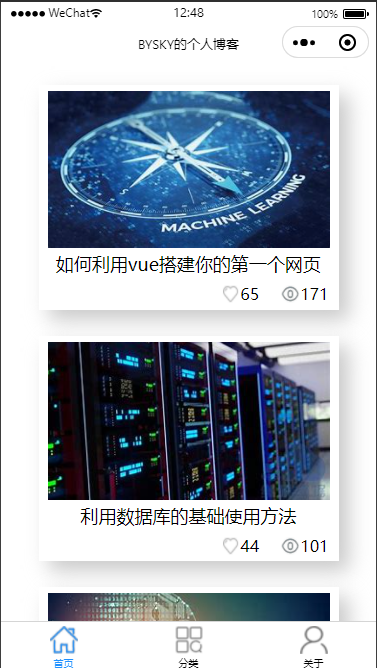 WeChat 12:48 100%
BYSKY的个人博客
MACHINE LEARNING
如何利用vue搭建你的第一个网页
65 171
利用数据库的基础使用方法
44 101
首页 分类 关于